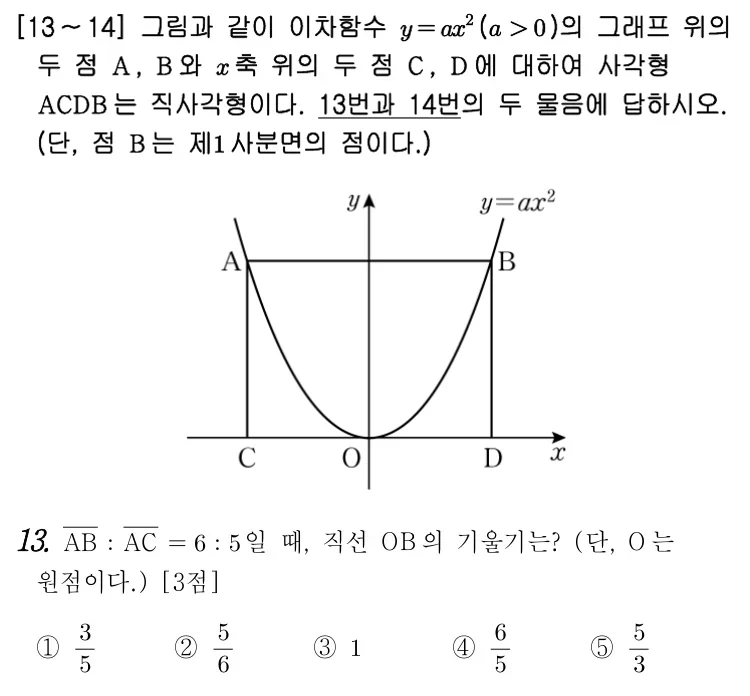 [13~14] 그림과 같이 이차함수 y=ax²(a>0)의 그래프 위의
두 점 A, B와 x축 위의 두 점 C, D에 대하여 사각형
ACDB는 직사각형이다. 13번과 14번의 두 물음에 답하시오.
(단, 점 B는 제1사분면의 점이다.)
y y=ax²
A B
C O D x
13. A̅B̅ : A̅C̅ = 6 : 5일 때, 직선 OB의 기울기는? (단, O는
원점이다.) [3점]
① 3/5 ② 5/6 ③ 1 ④ 6/5 ⑤ 5/3